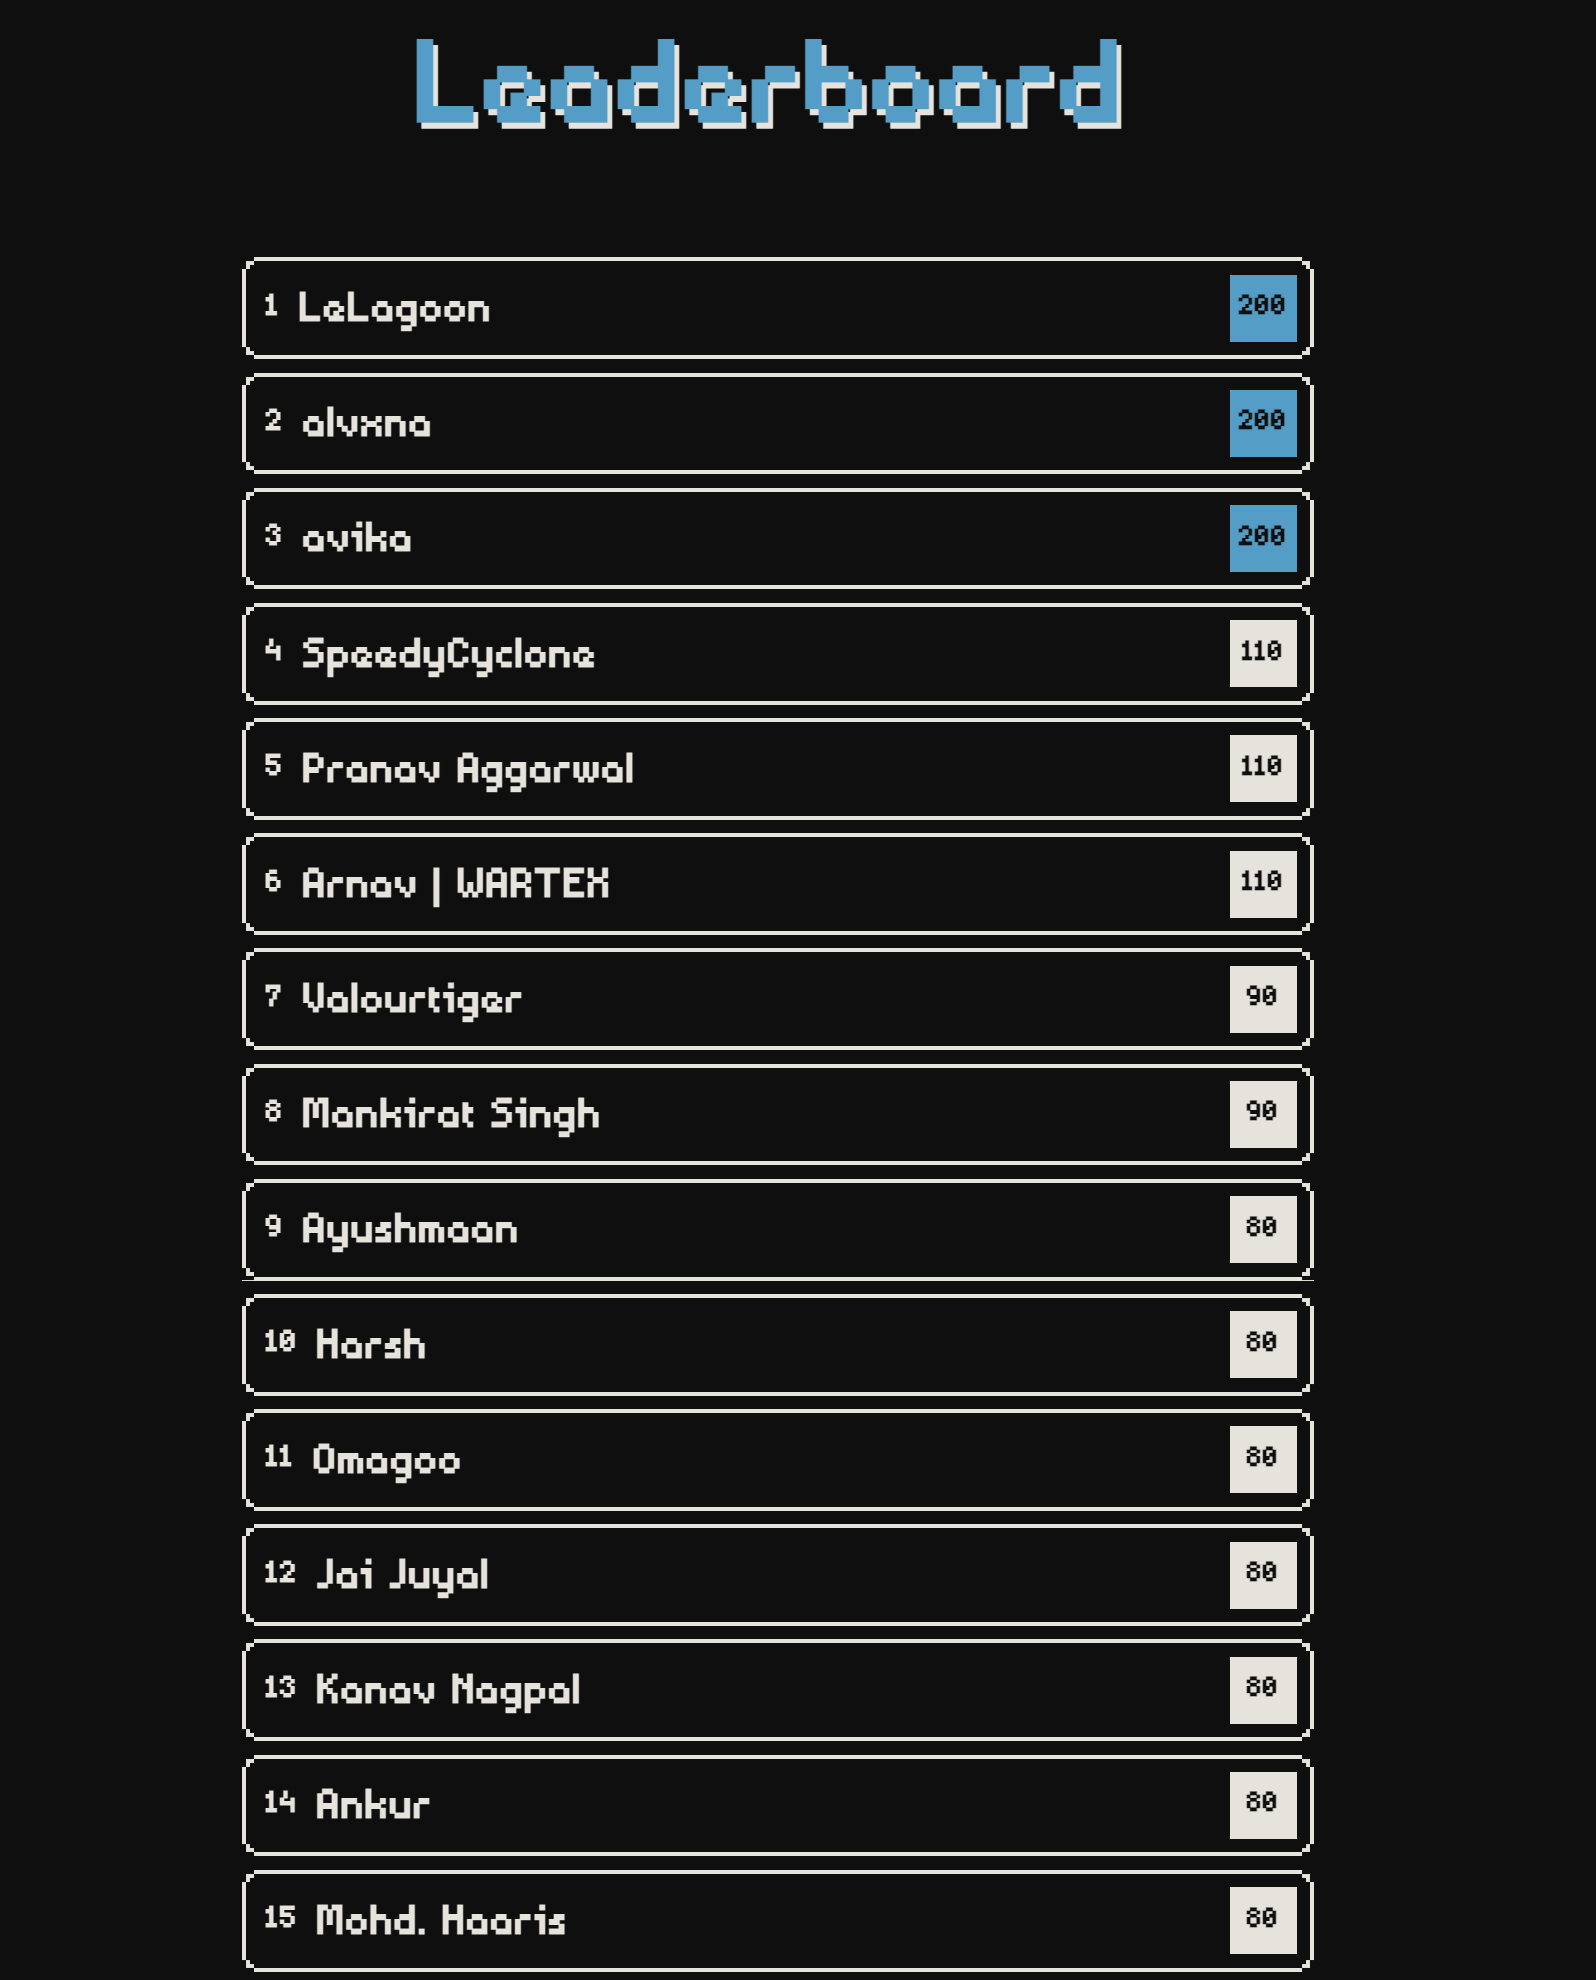 Leaderboard
1 LeLagoon 200
2 alvxna 200
3 avika 200
4 SpeedyCyclone 110
5 Pranav Aggarwal 110
6 Arnav | WARTEX 110
7 Valourtiger 90
8 Mankirat Singh 90
9 Ayushmaan 80
10 Harsh 80
11 Omagoo 80
12 Jai Juyal 80
13 Kanav Nagpal 80
14 Ankur 80
15 Mohd. Haaris 80